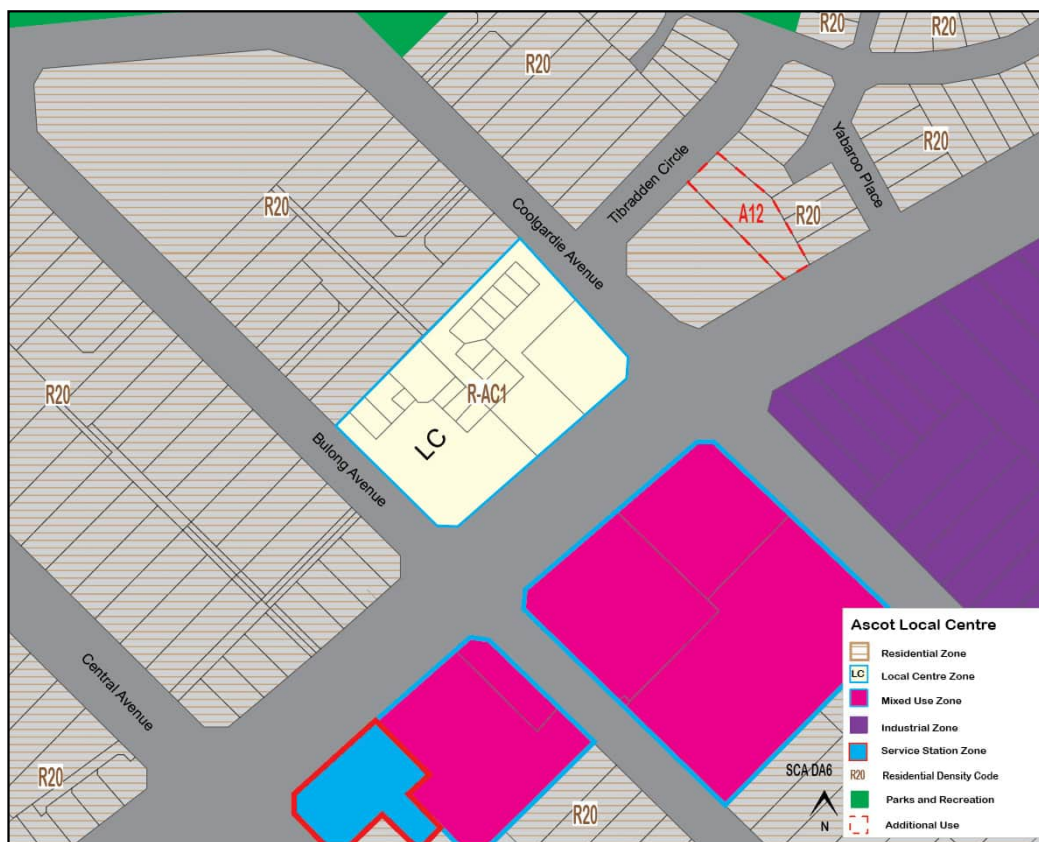 R20
R20
R20
R20
Yabaroo Place
Tibradden Circle
A12
R20
R20
Coolgardie Avenue
R-AC1
LC
R20
Bulong Avenue
Central Avenue
R20
R20
SCA DA6
N
Ascot Local Centre
Residential Zone
LC Local Centre Zone
Mixed Use Zone
Industrial Zone
Service Station Zone
R20 Residential Density Code
Parks and Recreation
Additional Use